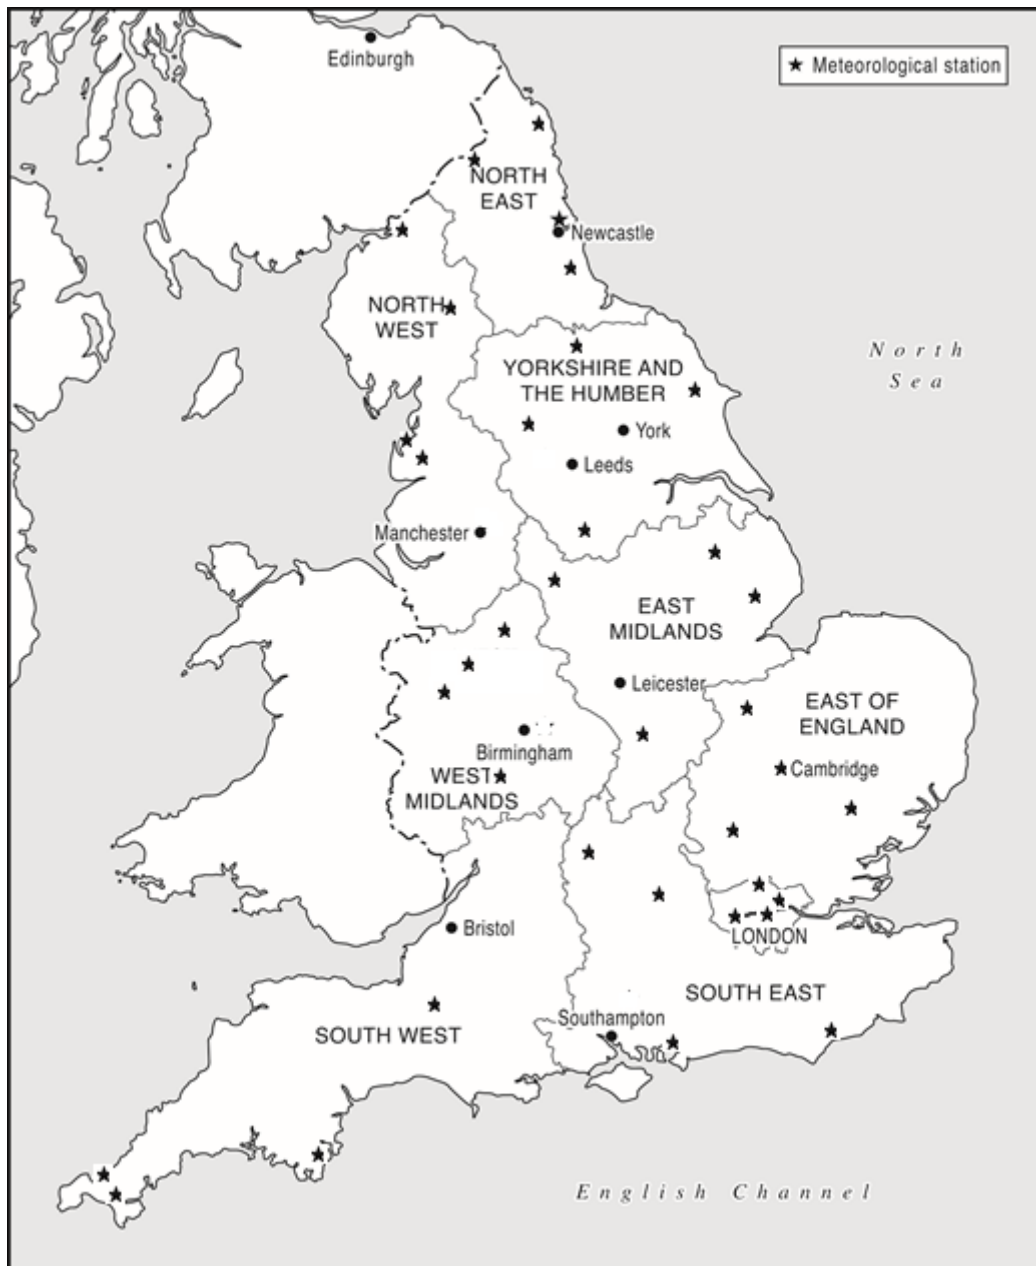 Edinburgh
★ Meteorological station
NORTH
EAST
Newcastle
NORTH
WEST
North
Sea
YORKSHIRE AND
THE HUMBER
York
Leeds
Manchester
EAST
MIDLANDS
Leicester
EAST OF
ENGLAND
Birmingham
Cambridge
WEST
MIDLANDS
Bristol
LONDON
SOUTH EAST
Southampton
SOUTH WEST
English Channel